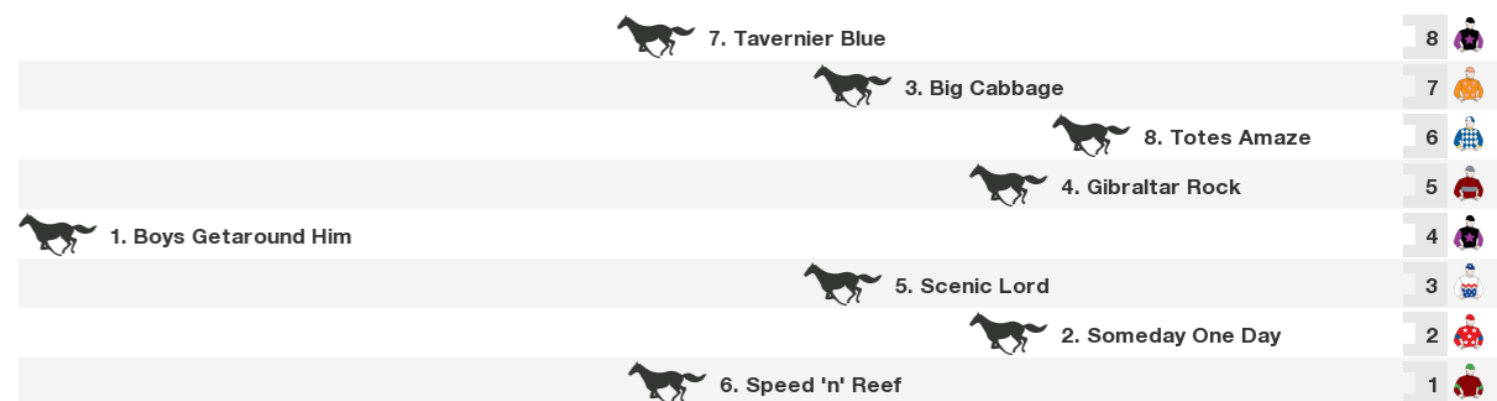 7. Tavernier Blue 8
3. Big Cabbage 7
8. Totes Amaze 6
4. Gibraltar Rock 5
1. Boys Getaround Him 4
5. Scenic Lord 3
2. Someday One Day 2
6. Speed 'n' Reef 1